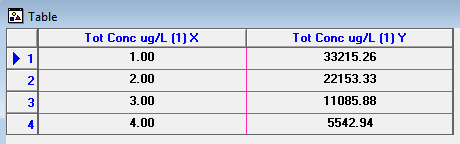 Table
Tot Conc ug/L (1) X Tot Conc ug/L (1) Y
1 1.00 33215.26
2 2.00 22153.33
3 3.00 11085.88
4 4.00 5542.94